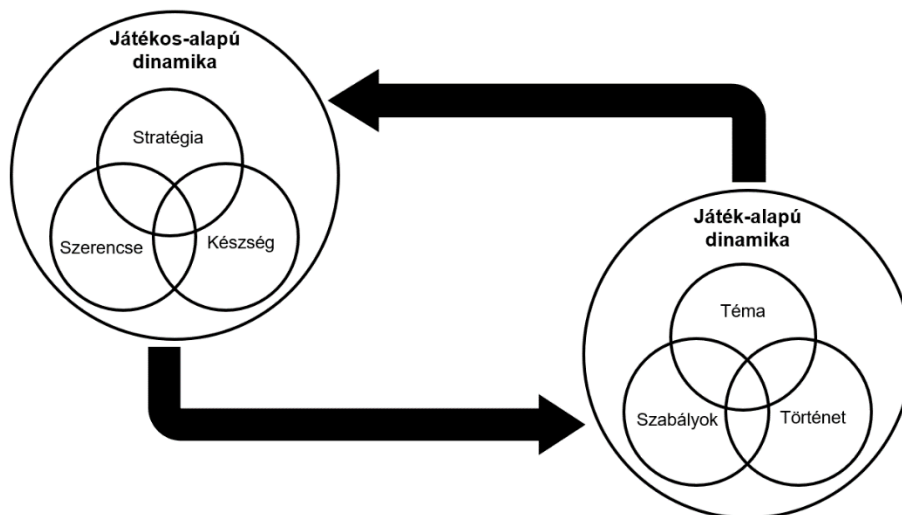 Játékos-alapú
dinamika
Stratégia
Szerencse
Készség
Játék-alapú
dinamika
Téma
Szabályok
Történet